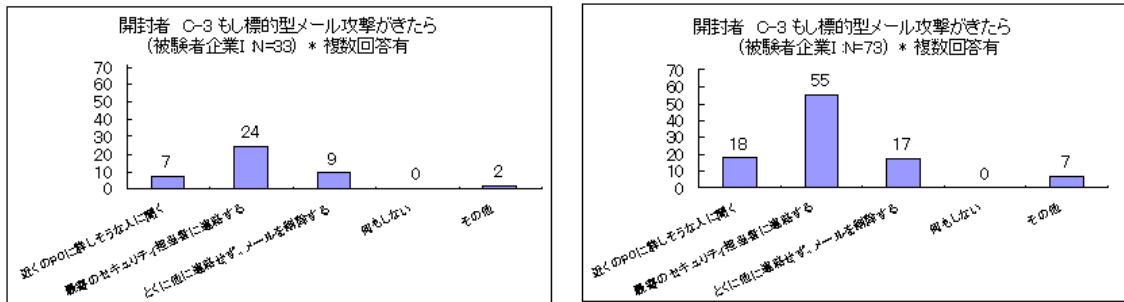 開封者 C-3 もし標的型メール攻撃がきたら
(被験者企業I :N=33) * 複数回答有
70
60
50
40
30
20
10
0
7
24
9
0
2
近くのPCに詳しそうな人に聞く
最寄のセキュリティ担当者に連絡する
とくに他に連絡せず、メールを削除する
何もしない
その他
開封者 C-3 もし標的型メール攻撃がきたら
(被験者企業I :N=73) * 複数回答有
70
60
50
40
30
20
10
0
18
55
17
0
7
近くのPCに詳しそうな人に聞く
最寄のセキュリティ担当者に連絡する
とくに他に連絡せず、メールを削除する
何もしない
その他